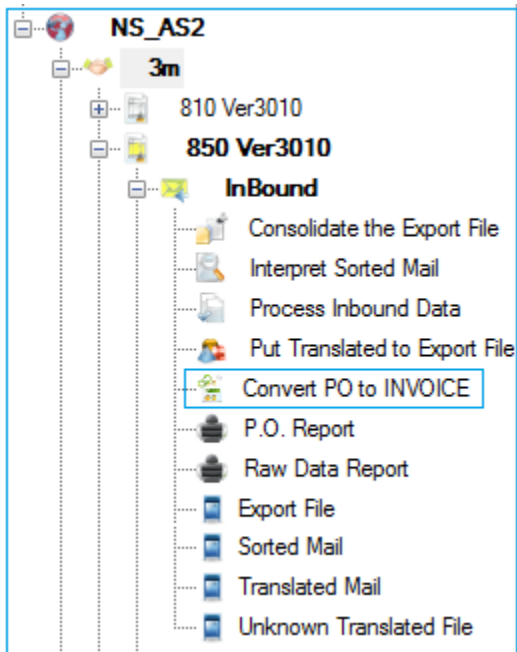 NS_AS2
3m
810 Ver3010
850 Ver3010
InBound
Consolidate the Export File
Interpret Sorted Mail
Process Inbound Data
Put Translated to Export File
Convert PO to INVOICE
P.O. Report
Raw Data Report
Export File
Sorted Mail
Translated Mail
Unknown Translated File